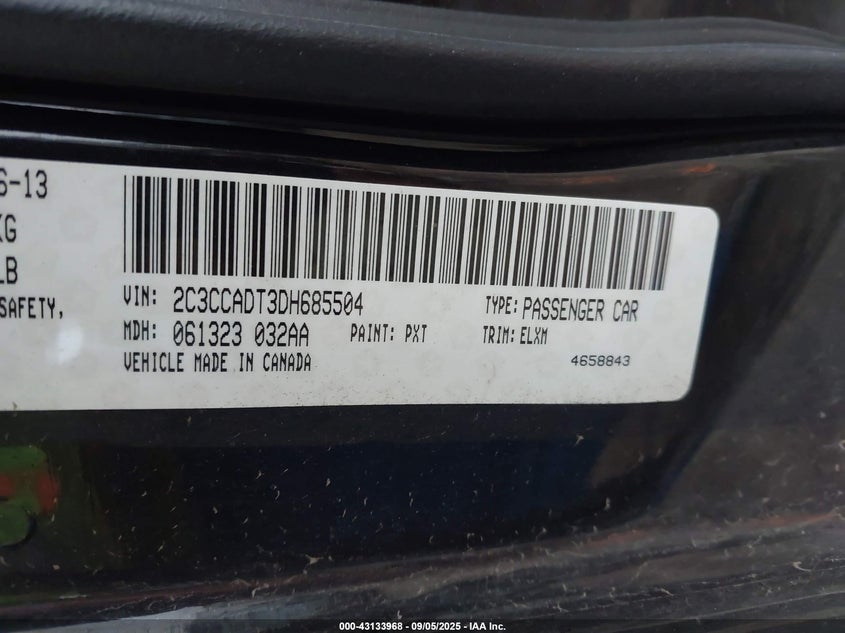 6-13
KG
LB
SAFETY,
VIN: 2C3CCADT3DH685504 TYPE: PASSENGER CAR
MDH: 061323 032AA PAINT: PXT TRIM: ELXM
VEHICLE MADE IN CANADA 4658843
000-43133968 - 09/05/2025 - IAA Inc.